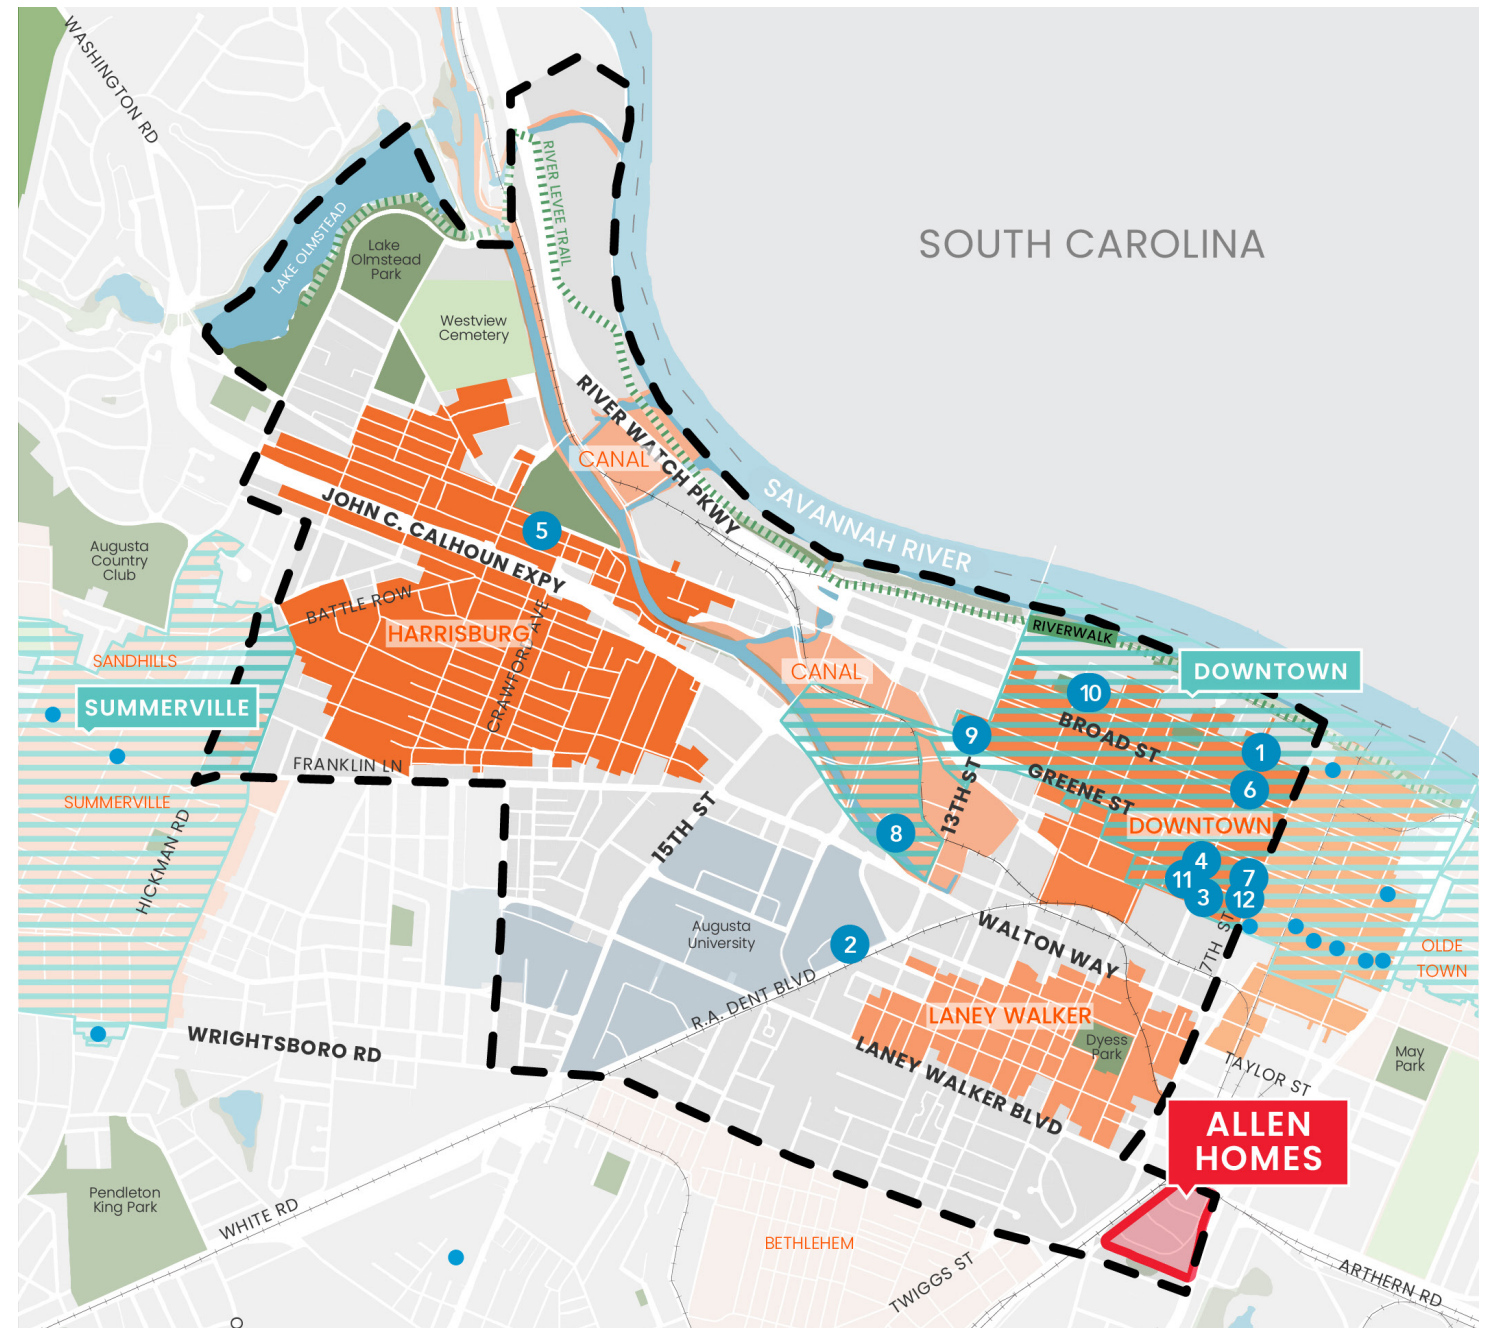 WASHINGTON RD
RIVER LEVEE TRAIL
LAKE OLMSTEAD
Lake
Olmstead
Park
SOUTH CAROLINA
Westview
Cemetery
RIVER WATCH PKWY
CANAL
SAVANNAH RIVER
JOHN C. CALHOUN EXPY
5
Augusta
Country
Club
BATTLE ROW
HARRISBURG
CRAWFORD AVE
RIVERWALK
SANDHILLS
CANAL
DOWNTOWN
SUMMERVILLE
10
BROAD ST
9
1
FRANKLIN LN
GREENE ST
6
SUMMERVILLE
13TH ST
DOWNTOWN
15TH ST
8
HICKMAN RD
4
11
7
3
12
Augusta
University
2
WALTON WAY
7TH ST
OLDE
TOWN
R.A. DENT BLVD
LANEY WALKER
WRIGHTSBORO RD
Dyess
Park
LANEY WALKER BLVD
May
Park
TAYLOR ST
ALLEN
HOMES
Pendleton
King Park
WHITE RD
BETHLEHEM
TWIGGS ST
ARTHERN RD
O